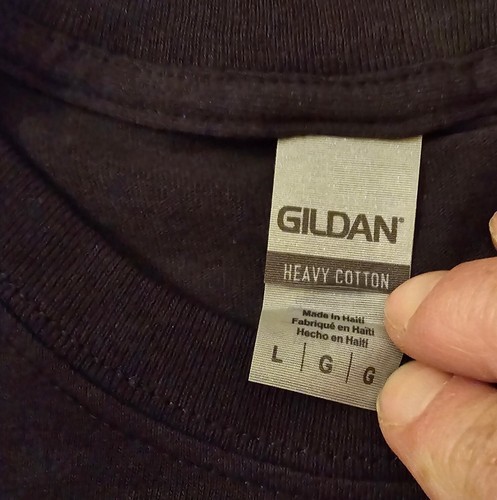 GILDAN®
HEAVY COTTON
Made in Haiti
Fabriqué en Haïti
Hecho en Haití
L | G | G